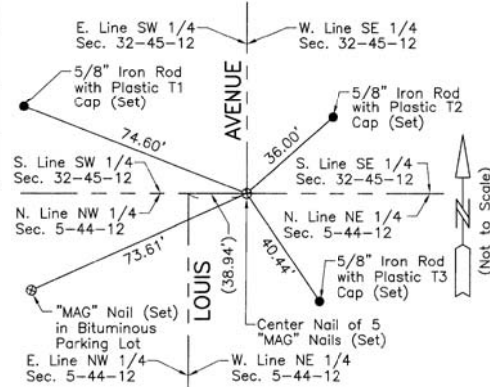 E. Line SW 1/4
Sec. 32-45-12
W. Line SE 1/4
Sec. 32-45-12
5/8" Iron Rod
with Plastic T1
Cap (Set)
AVENUE
5/8" Iron Rod
with Plastic T2
Cap (Set)
74.60'
36.00'
S. Line SW 1/4
Sec. 32-45-12
S. Line SE 1/4
Sec. 32-45-12
N. Line NW 1/4
Sec. 5-44-12
N. Line NE 1/4
Sec. 5-44-12
N
(Not to Scale)
73.61'
LOUIS
(38.94')
40.44'
5/8" Iron Rod
with Plastic T3
Cap (Set)
"MAG" Nail (Set)
in Bituminous
Parking Lot
Center Nail of 5
"MAG" Nails (Set)
E. Line NW 1/4
Sec. 5-44-12
W. Line NE 1/4
Sec. 5-44-12